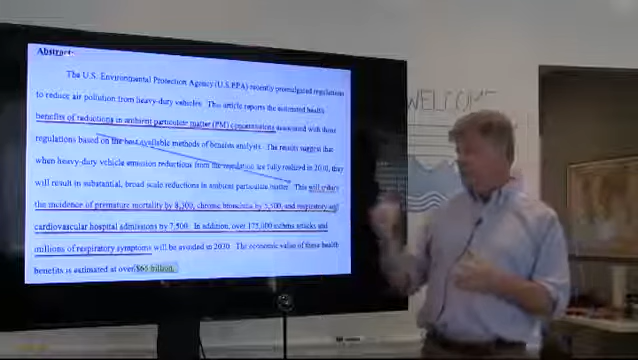 Abstract:
The U.S. Environmental Protection Agency (U.S. EPA) recently promulgated regulations
to reduce air pollution from heavy-duty vehicles. This article reports the estimated health
benefits of reductions in ambient particulate matter (PM) concentrations associated with those
regulations based on the best available methods of benefits analysis. The results suggest that
when heavy-duty vehicle emission reductions from the regulation are fully realized in 2030, they
will result in substantial, broad scale reductions in ambient particulate matter. This will reduce
the incidence of premature mortality by 8,300, chronic bronchitis by 5,500, and respiratory and
cardiovascular hospital admissions by 7,500. In addition, over 175,000 asthma attacks and
millions of respiratory symptoms will be avoided in 2030. The economic value of these health
benefits is estimated at over $65 billion.
WELCOME